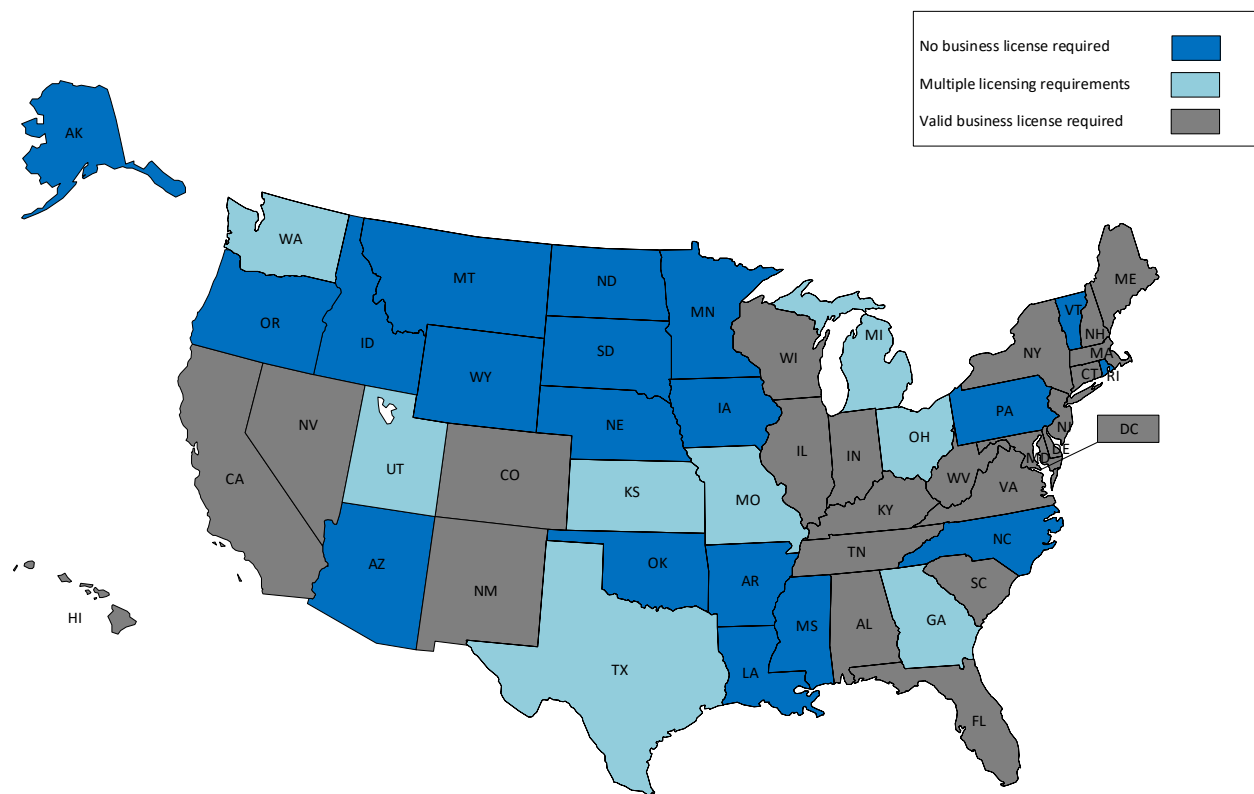 No business license required
Multiple licensing requirements
Valid business license required
AK
WA
MT
ND
MN
ME
OR
ID
SD
WI
MI
VT
NH
NY
MA
CT
RI
WY
IA
PA
NE
NV
IL
IN
OH
NJ
DC
CA
UT
CO
KS
MO
WV
MD
DE
VA
KY
AZ
NM
OK
AR
TN
NC
HI
TX
LA
MS
AL
GA
SC
FL